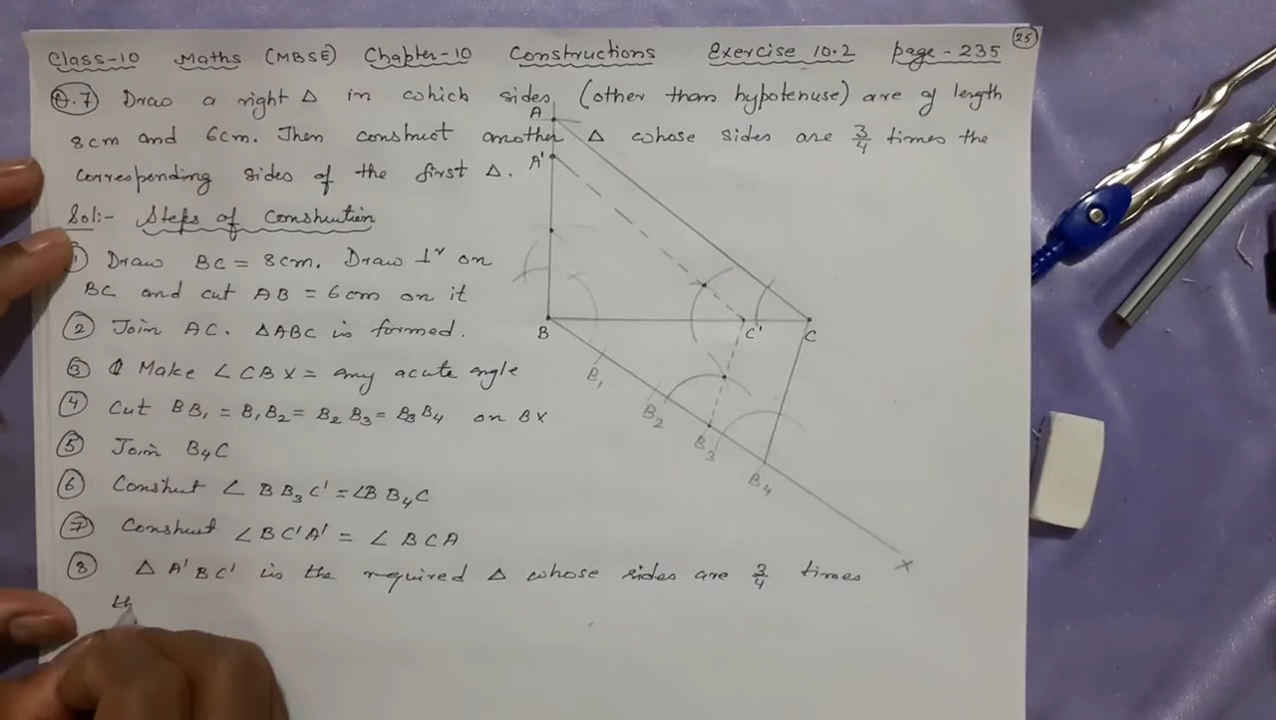 25
Class-10 Maths (MBSE) Chapter-10 Constructions Exercise 10.2 page-235
Q.7) Draw a right Δ in which sides (other than hypotenuse) are of length
8cm and 6cm. Then construct another Δ whose sides are 3/4 times the
corresponding sides of the first Δ.
Sol:- Steps of Construction
① Draw BC = 8cm. Draw ⊥r on
BC and cut AB = 6cm on it
② Join AC. ΔABC is formed.
③ Make ∠CBX = any acute angle
④ Cut BB₁ = B₁B₂ = B₂B₃ = B₃B₄ on BX
⑤ Join B₄C
⑥ Construct ∠BB₃C' = ∠BB₄C
⑦ Construct ∠BC'A' = ∠BCA
⑧ ΔA'BC' is the required Δ whose sides are 3/4 times
A
A'
B
C'
C
B₁
B₂
B₃
B₄
X